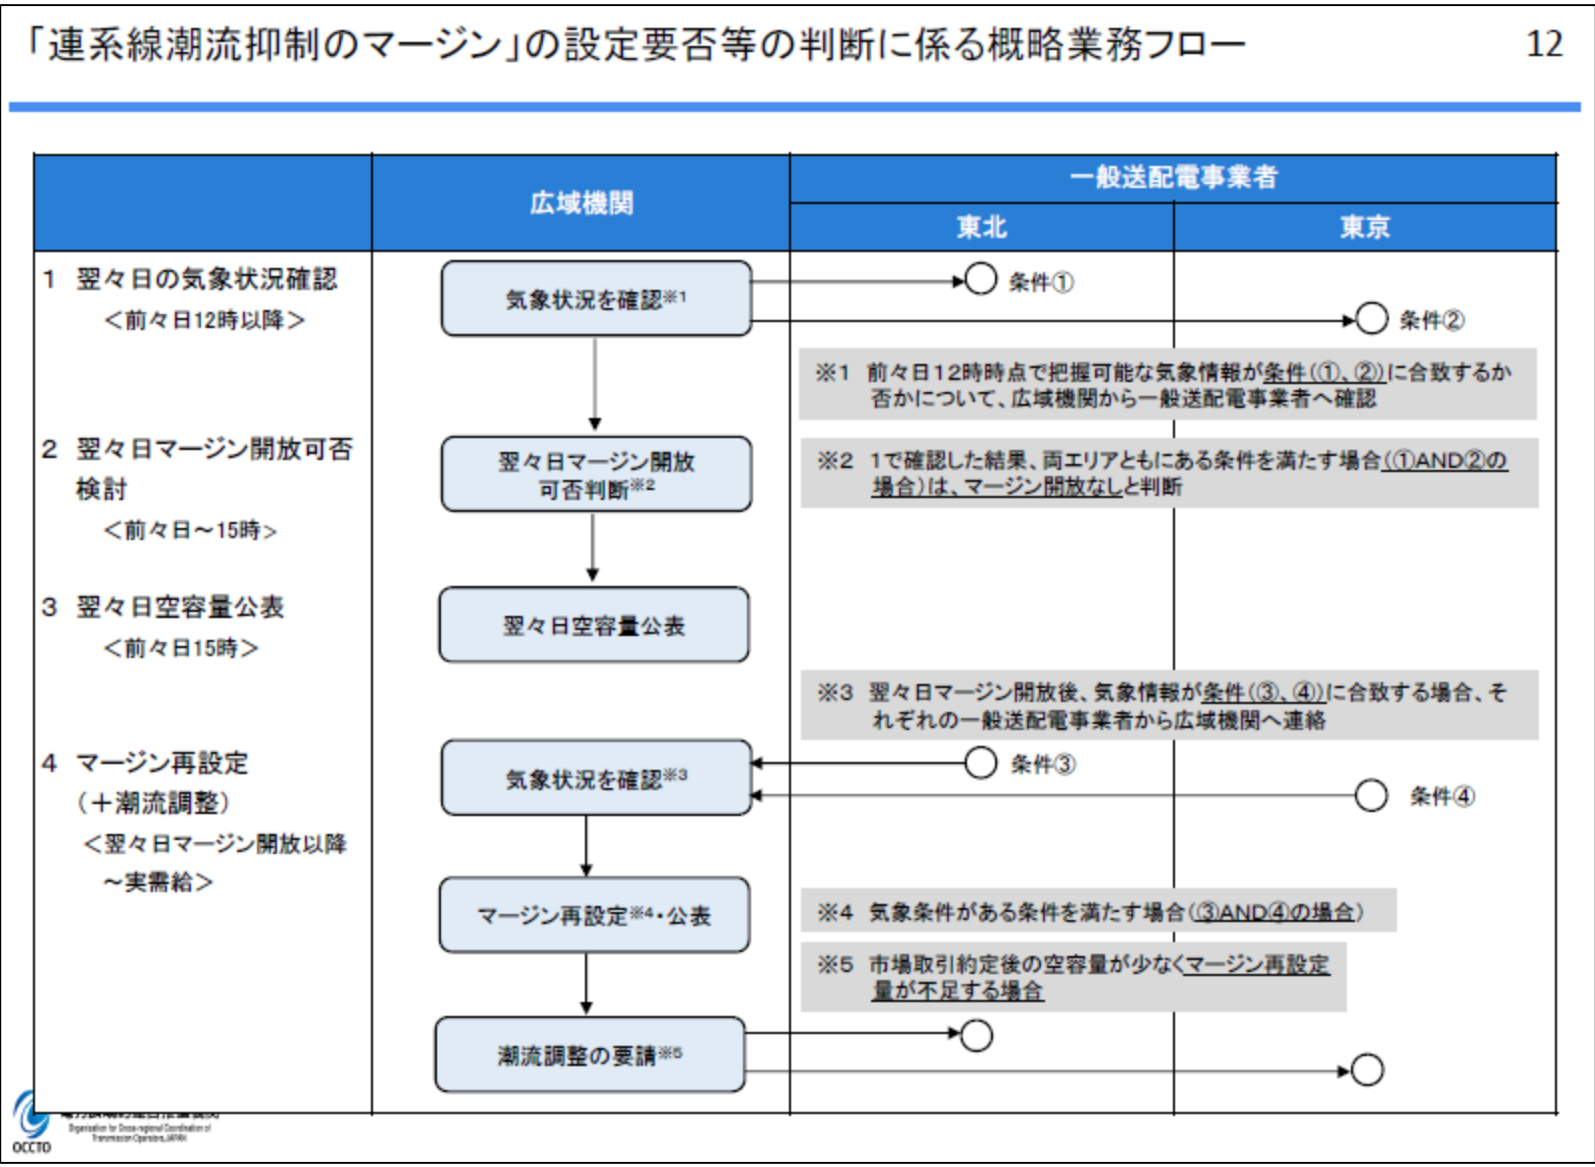 「連系線潮流抑制のマージン」の設定要否等の判断に係る概略業務フロー
12
広域機関
一般送配電事業者
東北
東京
1 翌々日の気象状況確認
＜前々日12時以降＞
気象状況を確認※1
条件①
条件②
※1 前々日12時時点で把握可能な気象情報が条件(①、②)に合致するか
否かについて、広域機関から一般送配電事業者へ確認
2 翌々日マージン開放可否
検討
＜前々日～15時＞
翌々日マージン開放
可否判断※2
※2 1で確認した結果、両エリアともにある条件を満たす場合(①AND②の
場合)は、マージン開放なしと判断
3 翌々日空容量公表
＜前々日15時＞
翌々日空容量公表
※3 翌々日マージン開放後、気象情報が条件(③、④)に合致する場合、そ
れぞれの一般送配電事業者から広域機関へ連絡
4 マージン再設定
（＋潮流調整）
＜翌々日マージン開放以降
～実需給＞
気象状況を確認※3
条件③
条件④
マージン再設定※4・公表
※4 気象条件がある条件を満たす場合(③AND④の場合)
※5 市場取引約定後の空容量が少なくマージン再設定
量が不足する場合
潮流調整の要請※5
Organization for Cross-regional Coordination of
Transmission Operators, JAPAN
OCCTO